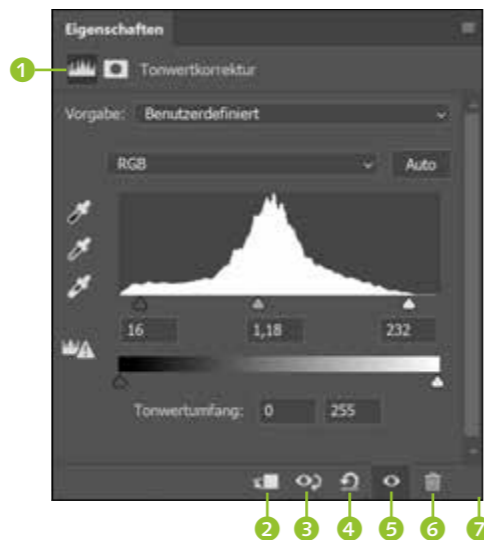 Eigenschaften
1 Tonwertkorrektur
Vorgabe: Benutzerdefiniert
RGB Auto
16 1,18 232
Tonwertumfang: 0 255
2 3 4 5 6 7